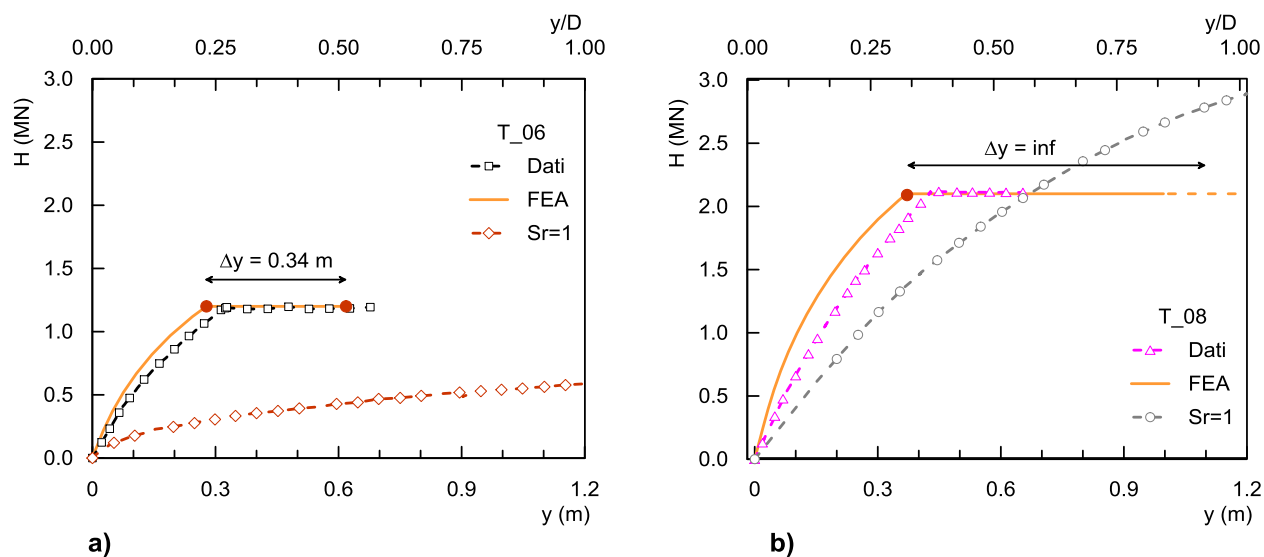 y/D
0.00 0.25 0.50 0.75 1.00
3.0
2.5
2.0
1.5
1.0
0.5
0.0
H (MN)
T_06
Dati
FEA
Sr=1
Δy = 0.34 m
0 0.3 0.6 0.9 1.2
y (m)
a)
y/D
0.00 0.25 0.50 0.75 1.00
3.0
2.5
2.0
1.5
1.0
0.5
0.0
H (MN)
Δy = inf
T_08
Dati
FEA
Sr=1
0 0.3 0.6 0.9 1.2
y (m)
b)